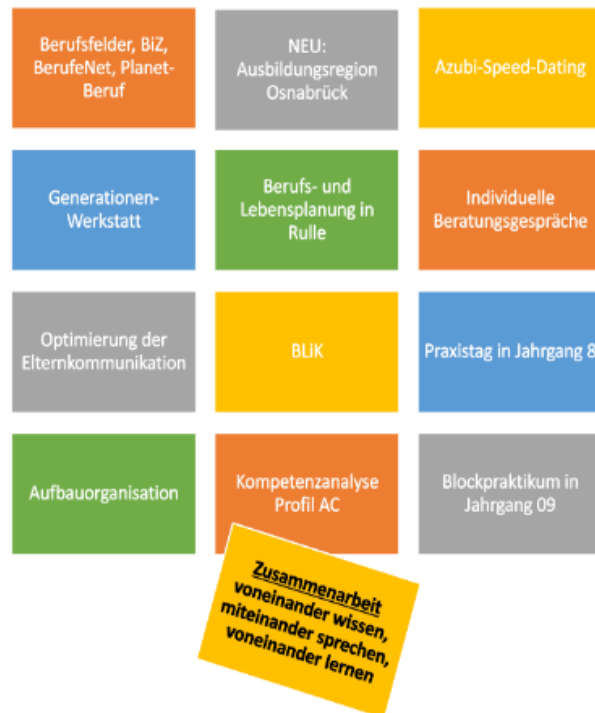 Berufsfelder, BiZ,
BerufeNet, Planet-
Beruf
NEU:
Ausbildungsregion
Osnabrück
Azubi-Speed-Dating
Generationen-
Werkstatt
Berufs- und
Lebensplanung in
Rulle
Individuelle
Beratungsgespräche
Optimierung der
Elternkommunikation
BLiK
Praxistag in Jahrgang 8
Aufbauorganisation
Kompetenzanalyse
Profil AC
Blockpraktikum in
Jahrgang 09
Zusammenarbeit
voneinander wissen,
miteinander sprechen,
voneinander lernen